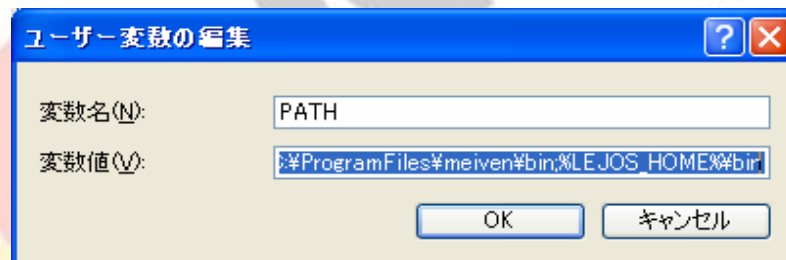 ユーザー変数の編集
変数名(N):
PATH
変数値(V):
:¥ProgramFiles¥meiven¥bin;%LEJOS_HOME%¥bin
OK
キャンセル